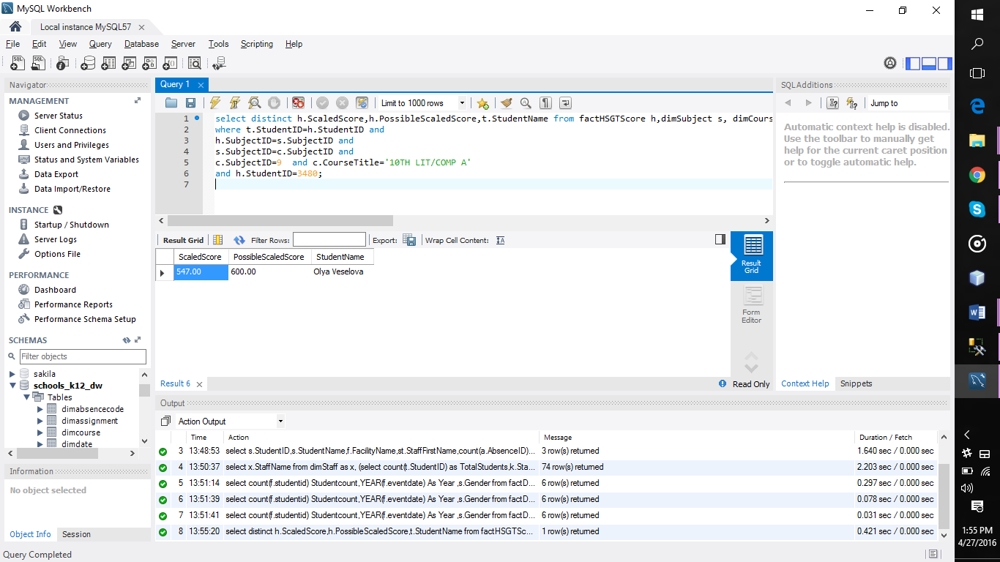 MySQL Workbench
Local instance MySQL57
File Edit View Query Database Server Tools Scripting Help
Navigator
MANAGEMENT
Server Status
Client Connections
Users and Privileges
Status and System Variables
Data Export
Data Import/Restore
INSTANCE
Startup / Shutdown
Server Logs
Options File
PERFORMANCE
Dashboard
Performance Reports
Performance Schema Setup
SCHEMAS
Filter objects
sakila
schools_k12_dw
Tables
dimabsencecode
dimassignment
dimcourse
dimdate
Information
No object selected
Object Info Session
Query Completed
Query 1
Limit to 1000 rows
1 select distinct h.ScaledScore,h.PossibleScaledScore,t.StudentName from factHSGTScore h,dimSubject s, dimCours
2 where t.StudentID=h.StudentID and
3 h.SubjectID=s.SubjectID and
4 s.SubjectID=c.SubjectID and
5 c.SubjectID=9 and c.CourseTitle='10TH LIT/COMP A'
6 and h.StudentID=3480;
7
Result Grid Filter Rows: Export: Wrap Cell Content:
ScaledScore PossibleScaledScore StudentName
547.00 600.00 Olya Veselova
Result Grid
Form Editor
Result 6
Read Only
SQLAdditions
Jump to
Automatic context help is disabled.
Use the toolbar to manually get
help for the current caret position
or to toggle automatic help.
Context Help Snippets
Output
Action Output
Time Action Message Duration / Fetch
3 13:48:53 select s.StudentID,s.StudentName,f.FacilityName,st.StaffFirstName,count(a.AbsenceID)... 3 row(s) returned 1.640 sec / 0.000 sec
4 13:50:37 select x.StaffName from dimStaff as x, (select count(t.StudentID) as TotalStudents,k.Sta... 74 row(s) returned 2.203 sec / 0.000 sec
5 13:51:14 select count(f.studentid) Studentcount,YEAR(f.eventdate) As Year ,s.Gender from factD... 6 row(s) returned 0.297 sec / 0.000 sec
6 13:51:39 select count(f.studentid) Studentcount,YEAR(f.eventdate) As Year ,s.Gender from factD... 6 row(s) returned 0.078 sec / 0.000 sec
7 13:51:41 select count(f.studentid) Studentcount,YEAR(f.eventdate) As Year ,s.Gender from factD... 6 row(s) returned 0.031 sec / 0.000 sec
8 13:55:20 select distinct h.ScaledScore,h.PossibleScaledScore,t.StudentName from factHSGTSc... 1 row(s) returned 0.421 sec / 0.000 sec
1:55 PM
4/27/2016